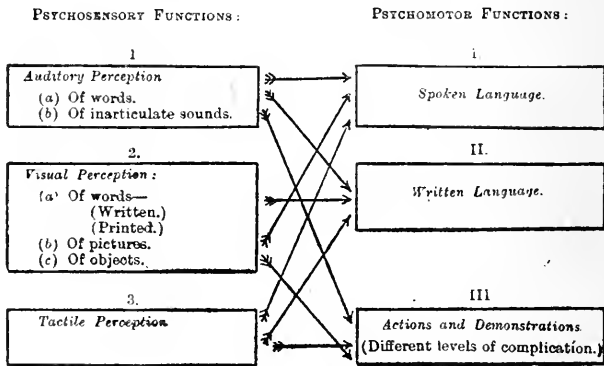 PSYCHOSENSORY FUNCTIONS:
PSYCHOMOTOR FUNCTIONS:
1
Auditory Perception
(a) Of words.
(b) Of inarticulate sounds.
2.
Visual Perception:
(a) Of words—
(Written.)
(Printed.)
(b) Of pictures.
(c) Of objects.
3.
Tactile Perception
i.
Spoken Language.
II.
Written Language.
III
Actions and Demonstrations.
(Different levels of complication.)